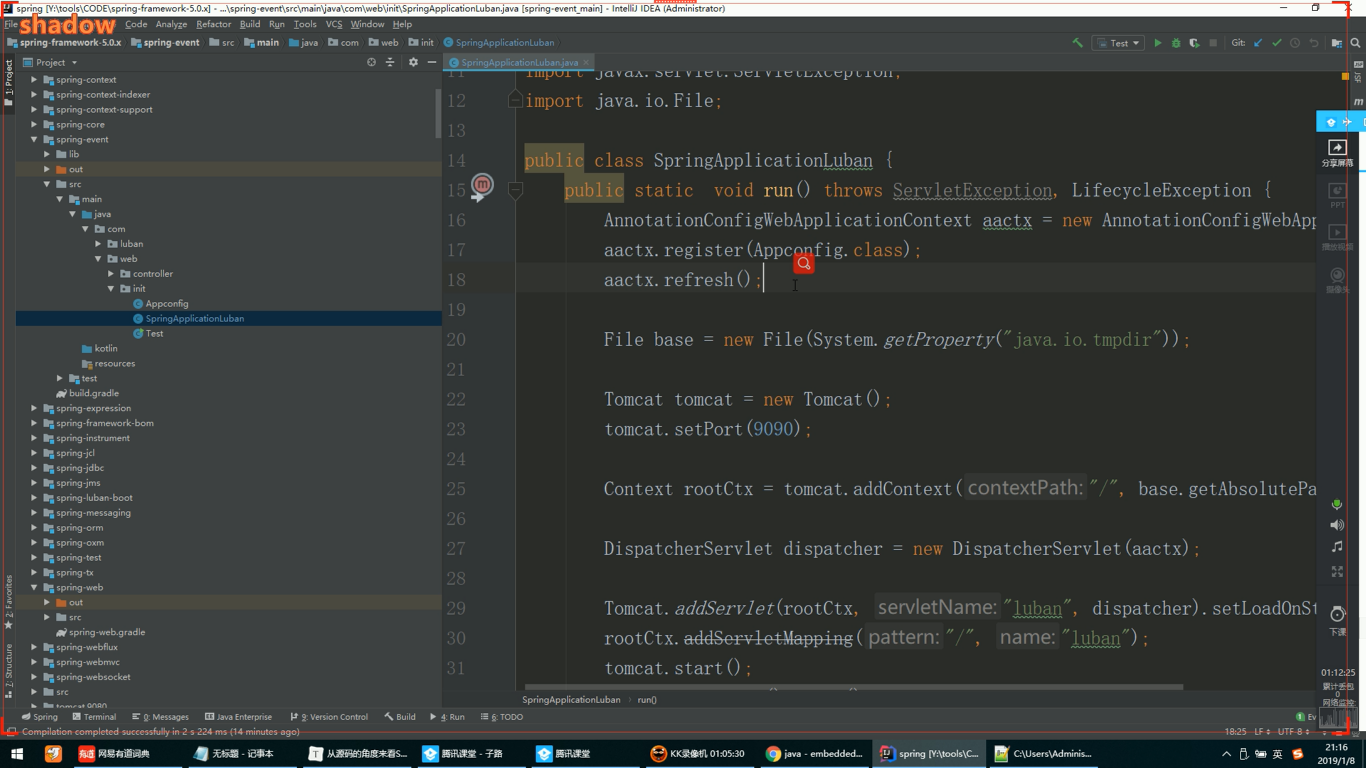 spring [Y:\tools\CODE\spring-framework-5.0.x] - ...\spring-event\src\main\java\com\web\init\SpringApplicationLuban.java [spring-event_main] - IntelliJ IDEA (Administrator)
shadow
Code Analyze Refactor Build Run Tools VCS Window Help
spring-framework-5.0.x spring-event src main java com web init SpringApplicationLuban
Test
Git:
1: Project
Project
SpringApplicationLuban.java
spring-context
spring-context-indexer
spring-context-support
spring-core
spring-event
lib
out
src
main
java
com
luban
web
controller
init
Appconfig
SpringApplicationLuban
Test
kotlin
resources
test
build.gradle
spring-expression
spring-framework-bom
spring-instrument
spring-jcl
spring-jdbc
spring-jms
spring-luban-boot
spring-messaging
spring-orm
spring-oxm
spring-test
spring-tx
spring-web
out
src
spring-web.gradle
spring-webflux
spring-webmvc
spring-websocket
src
tomcat.9090
2: Favorites
7: Structure
11 import javax.servlet.ServletException;
12 import java.io.File;
13
14 public class SpringApplicationLuban {
15 public static void run() throws ServletException, LifecycleException {
16 AnnotationConfigWebApplicationContext aactx = new AnnotationConfigWebApp
17 aactx.register(Appconfig.class);
18 aactx.refresh();
19
20 File base = new File(System.getProperty("java.io.tmpdir"));
21
22 Tomcat tomcat = new Tomcat();
23 tomcat.setPort(9090);
24
25 Context rootCtx = tomcat.addContext( contextPath: "/", base.getAbsolutePa
26
27 DispatcherServlet dispatcher = new DispatcherServlet(aactx);
28
29 Tomcat.addServlet(rootCtx, servletName: "luban", dispatcher).setLoadOnSt
30 rootCtx.addServletMapping( pattern: "/", name: "luban");
31 tomcat.start();
SpringApplicationLuban › run()
分享屏幕
PPT
播放视频
摄像头
下课
01:12:25
累计丢包
0
网络监控
Spring Terminal 0: Messages Java Enterprise 9: Version Control Build 4: Run 6: TODO
1 Ev
Compilation completed successfully in 2 s 224 ms (14 minutes ago)
18:25 LF UTF-8
有道 网易有道词典
无标题 - 记事本
T 从源码的角度来看S...
腾讯课堂 - 子路
腾讯课堂
KK录像机 01:05:30
java - embedded...
spring [Y:\tools\C...
C:\Users\Adminis...
英
21:16
2019/1/8